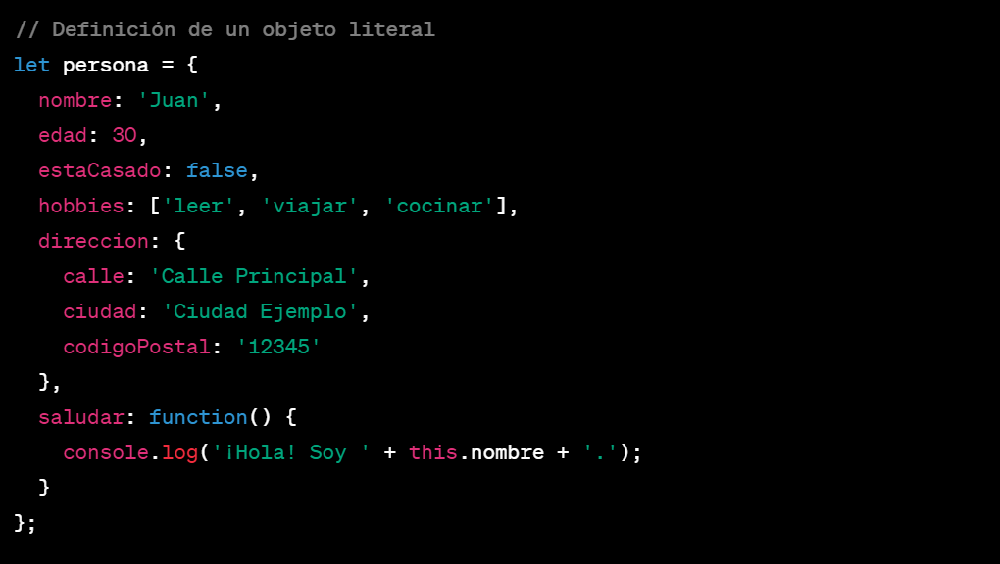 // Definición de un objeto literal
let persona = {
  nombre: 'Juan',
  edad: 30,
  estaCasado: false,
  hobbies: ['leer', 'viajar', 'cocinar'],
  direccion: {
    calle: 'Calle Principal',
    ciudad: 'Ciudad Ejemplo',
    codigoPostal: '12345'
  },
  saludar: function() {
    console.log('¡Hola! Soy ' + this.nombre + '.');
  }
};